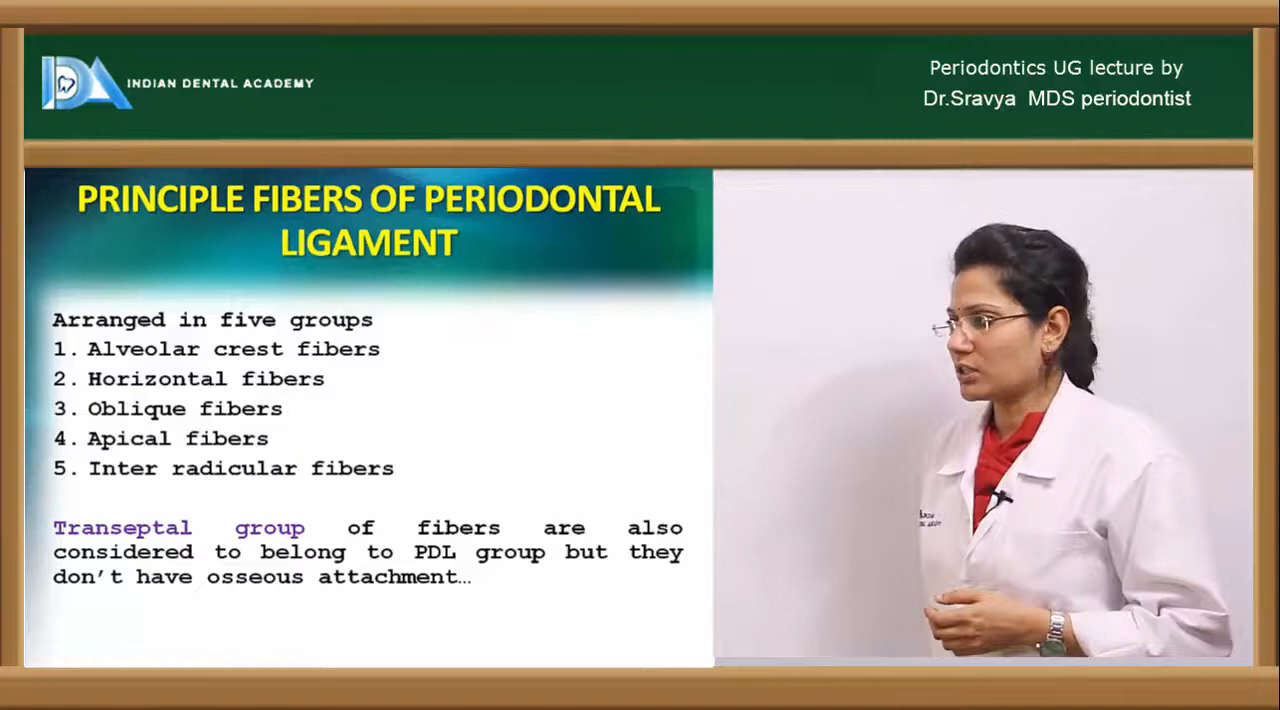 INDIAN DENTAL ACADEMY
Periodontics UG lecture by
Dr.Sravya MDS periodontist
PRINCIPLE FIBERS OF PERIODONTAL
LIGAMENT
Arranged in five groups
1. Alveolar crest fibers
2. Horizontal fibers
3. Oblique fibers
4. Apical fibers
5. Inter radicular fibers
Transeptal group of fibers are also
considered to belong to PDL group but they
don't have osseous attachment…